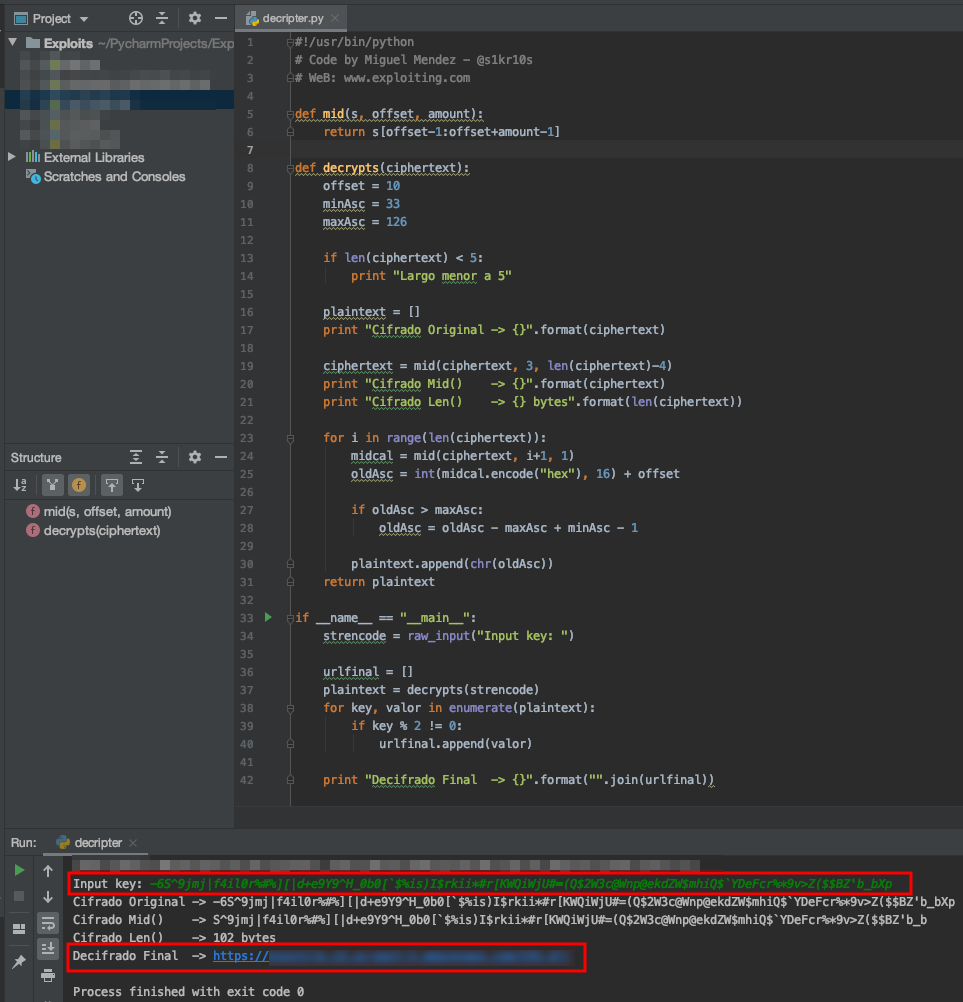 Project
decripter.py
Exploits ~/PycharmProjects/Exp
External Libraries
Scratches and Consoles
1 #!/usr/bin/python
2 # Code by Miguel Mendez - @s1kr10s
3 # WeB: www.exploiting.com
4
5 def mid(s, offset, amount):
6 return s[offset-1:offset+amount-1]
7
8 def decrypts(ciphertext):
9 offset = 10
10 minAsc = 33
11 maxAsc = 126
12
13 if len(ciphertext) < 5:
14 print "Largo menor a 5"
15
16 plaintext = []
17 print "Cifrado Original -> {}".format(ciphertext)
18
19 ciphertext = mid(ciphertext, 3, len(ciphertext)-4)
20 print "Cifrado Mid()    -> {}".format(ciphertext)
21 print "Cifrado Len()    -> {} bytes".format(len(ciphertext))
22
23 for i in range(len(ciphertext)):
24 midcal = mid(ciphertext, i+1, 1)
25 oldAsc = int(midcal.encode("hex"), 16) + offset
26
27 if oldAsc > maxAsc:
28 oldAsc = oldAsc - maxAsc + minAsc - 1
29
30 plaintext.append(chr(oldAsc))
31 return plaintext
32
33 if __name__ == "__main__":
34 strencode = raw_input("Input key: ")
35
36 urlfinal = []
37 plaintext = decrypts(strencode)
38 for key, valor in enumerate(plaintext):
39 if key % 2 != 0:
40 urlfinal.append(valor)
41
42 print "Decifrado Final  -> {}".format("".join(urlfinal))
Structure
mid(s, offset, amount)
decrypts(ciphertext)
Run: decripter
Input key: -6S^9jmj|f4il0r%#%][|d+e9Y9^H_0b0[`$%is)I$rkii*#r[KWQiWjU#=(Q$2W3c@Wnp@ekdZW$mhiQ$`YDeFcr%*9v>Z($$BZ'b_bXp
Cifrado Original -> -6S^9jmj|f4il0r%#%][|d+e9Y9^H_0b0[`$%is)I$rkii*#r[KWQiWjU#=(Q$2W3c@Wnp@ekdZW$mhiQ$`YDeFcr%*9v>Z($$BZ'b_bXp
Cifrado Mid()    -> S^9jmj|f4il0r%#%][|d+e9Y9^H_0b0[`$%is)I$rkii*#r[KWQiWjU#=(Q$2W3c@Wnp@ekdZW$mhiQ$`YDeFcr%*9v>Z($$BZ'b_b
Cifrado Len()    -> 102 bytes
Decifrado Final  -> https://
Process finished with exit code 0